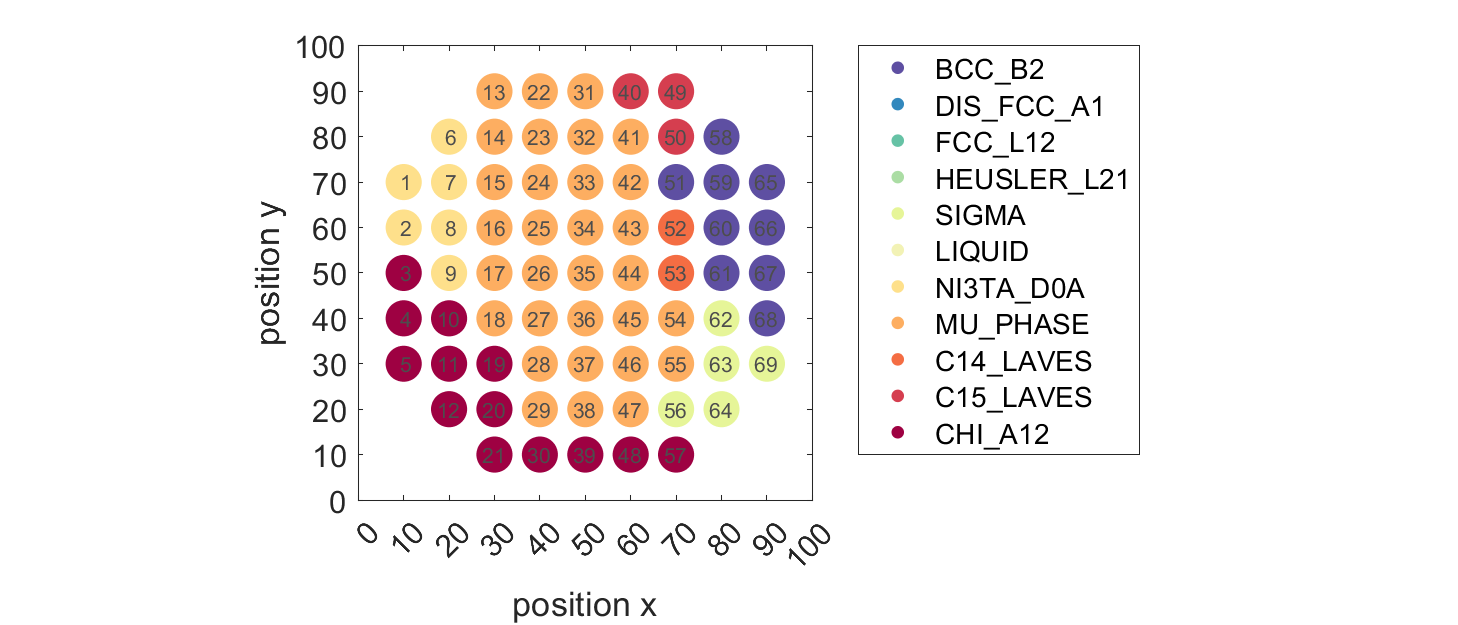 100
90
80
70
60
50
40
30
20
10
0
position y
13 22 31 40 49
6 14 23 32 41 50 58
1 7 15 24 33 42 51 59 65
2 8 16 25 34 43 52 60 66
3 9 17 26 35 44 53 61 67
4 10 18 27 36 45 54 62 68
5 11 19 28 37 46 55 63 69
12 20 29 38 47 56 64
21 30 39 48 57
0 10 20 30 40 50 60 70 80 90 100
position x
BCC_B2
DIS_FCC_A1
FCC_L12
HEUSLER_L21
SIGMA
LIQUID
NI3TA_D0A
MU_PHASE
C14_LAVES
C15_LAVES
CHI_A12